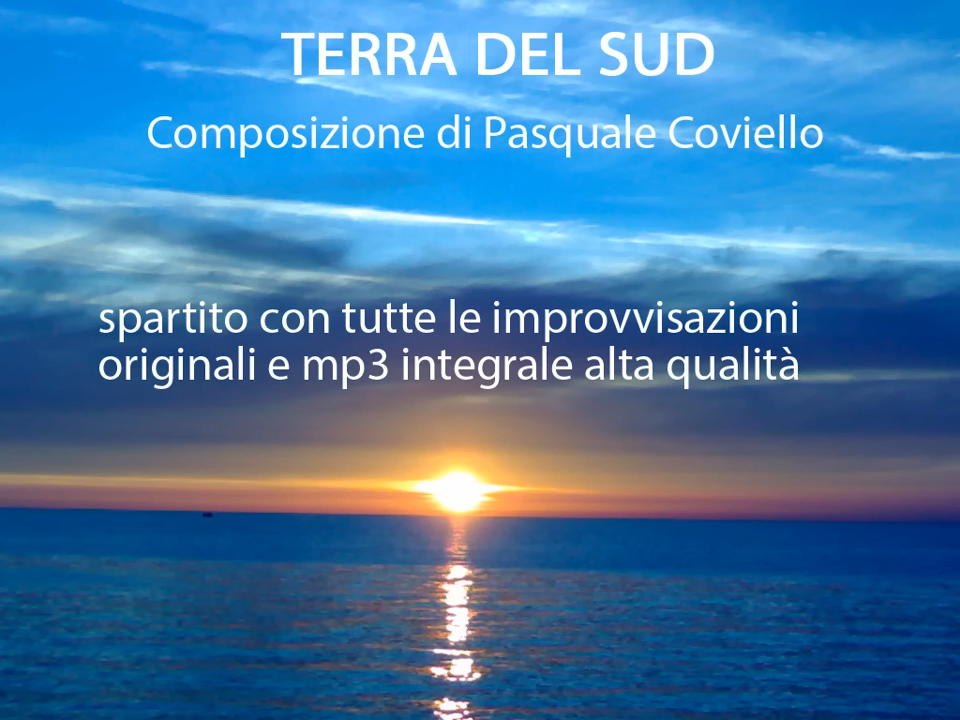 TERRA DEL SUD
Composizione di Pasquale Coviello
spartito con tutte le improvvisazioni
originali e mp3 integrale alta qualità